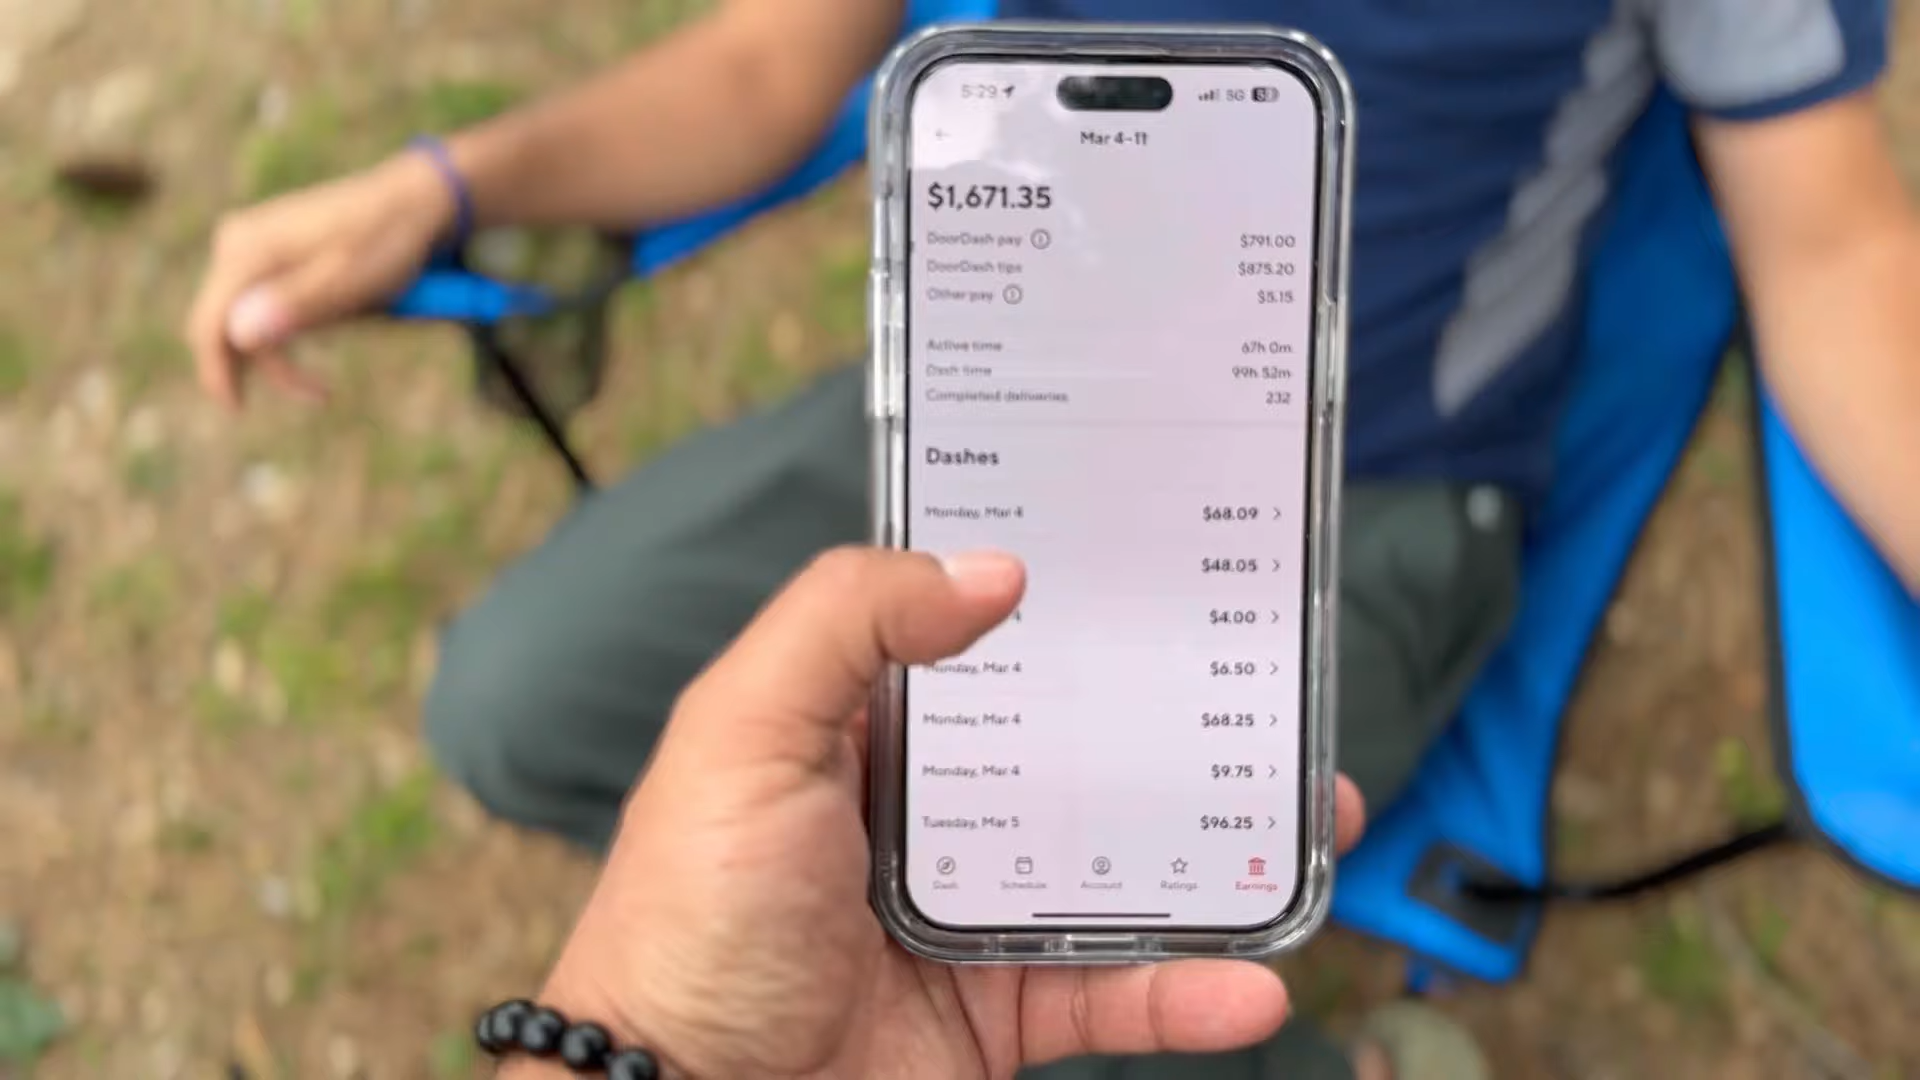 5:29 5G 5
Mar 4-11
$1,671.35
DoorDash pay $791.00
DoorDash tips $875.20
Other pay $5.15
Active time 67h 0m
Dash time 99h 52m
Completed deliveries 232
Dashes
Monday, Mar 4 $68.09
$48.05
4 $4.00
Monday, Mar 4 $6.50
Monday, Mar 4 $68.25
Monday, Mar 4 $9.75
Tuesday, Mar 5 $96.25
Dash Schedule Account Ratings Earnings